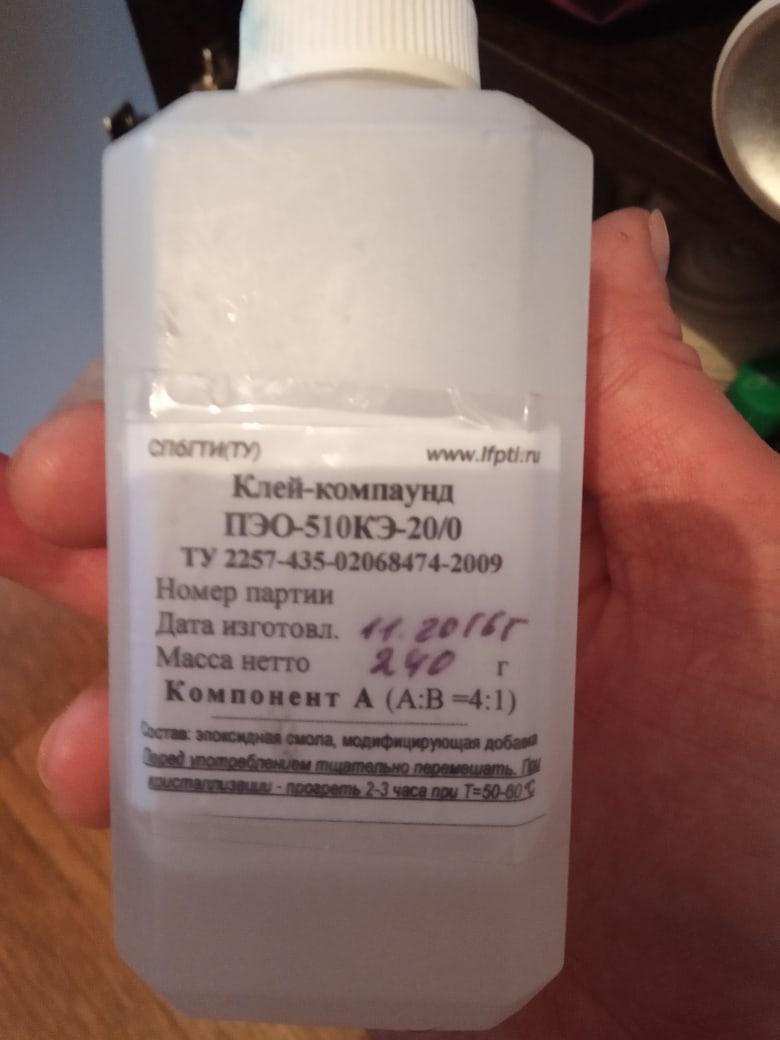 СПбГТИ(ТУ) www.lfpti.ru
Клей-компаунд
ПЭО-510КЭ-20/0
ТУ 2257-435-02068474-2009
Номер партии
Дата изготовл. 11.2016г
Масса нетто 240 г
Компонент А (А:В =4:1)
Состав: эпоксидная смола, модифицирующая добавка
Перед употреблением тщательно перемешать. При
кристаллизации - прогреть 2-3 часа при Т=50-60°С